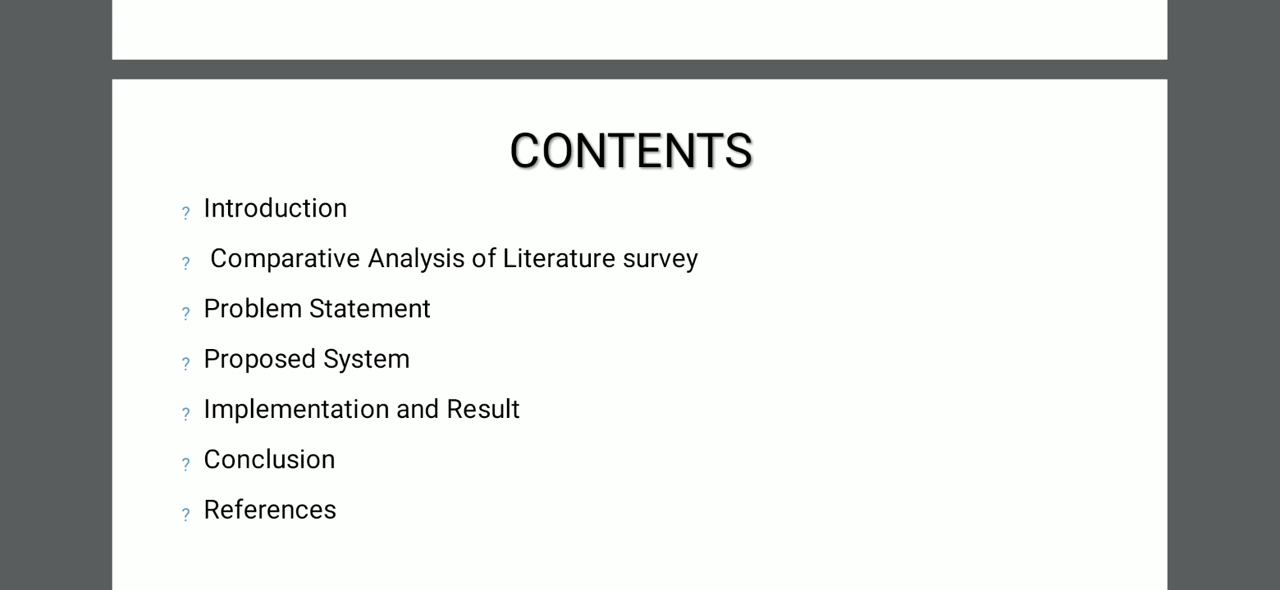 CONTENTS
? Introduction
? Comparative Analysis of Literature survey
? Problem Statement
? Proposed System
? Implementation and Result
? Conclusion
? References